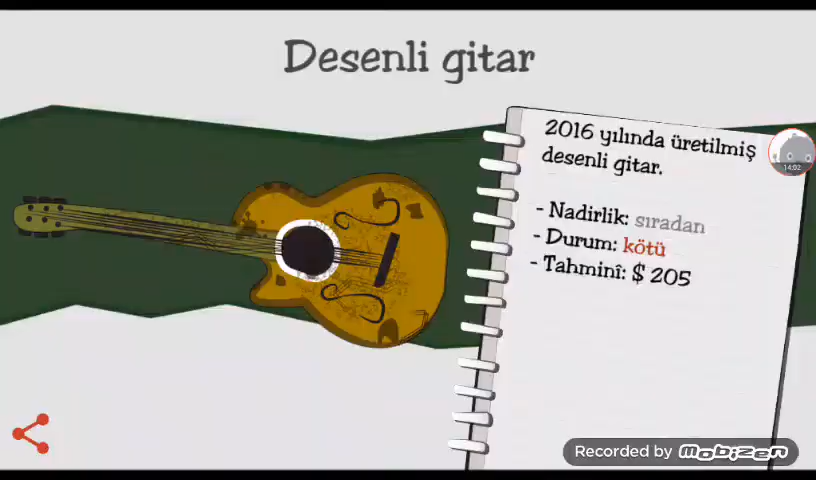 Desenli gitar
2016 yılında üretilmiş
desenli gitar.
- Nadirlik: sıradan
- Durum: kötü
- Tahminî: $ 205
14:02
Recorded by Mobizen